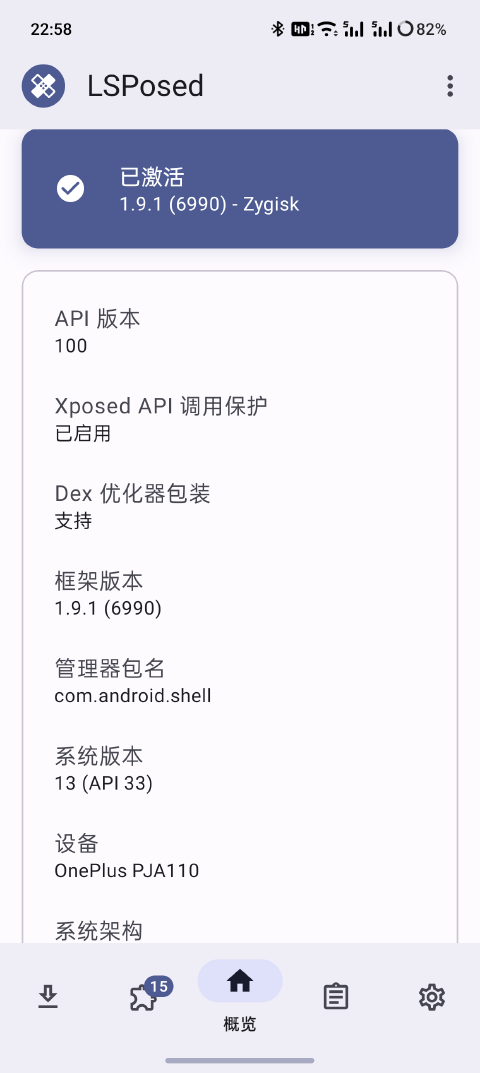 22:58
82%
LSPosed
已激活
1.9.1 (6990) - Zygisk
API 版本
100
Xposed API 调用保护
已启用
Dex 优化器包装
支持
框架版本
1.9.1 (6990)
管理器包名
com.android.shell
系统版本
13 (API 33)
设备
OnePlus PJA110
系统架构
15
概览